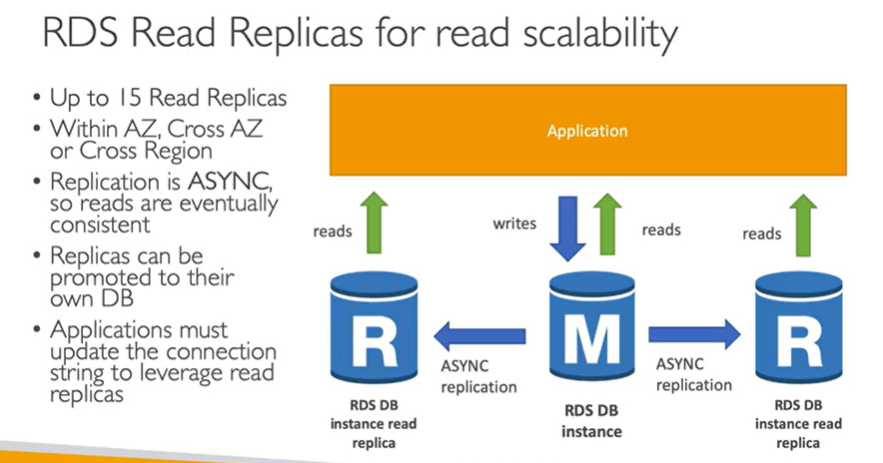 RDS Read Replicas for read scalability
• Up to 15 Read Replicas
• Within AZ, Cross AZ
or Cross Region
• Replication is ASYNC,
so reads are eventually
consistent
• Replicas can be
promoted to their
own DB
• Applications must
update the connection
string to leverage read
replicas
Application
reads
writes
reads
reads
R
M
R
ASYNC
replication
ASYNC
replication
RDS DB
instance read
replica
RDS DB
instance
RDS DB
instance read
replica